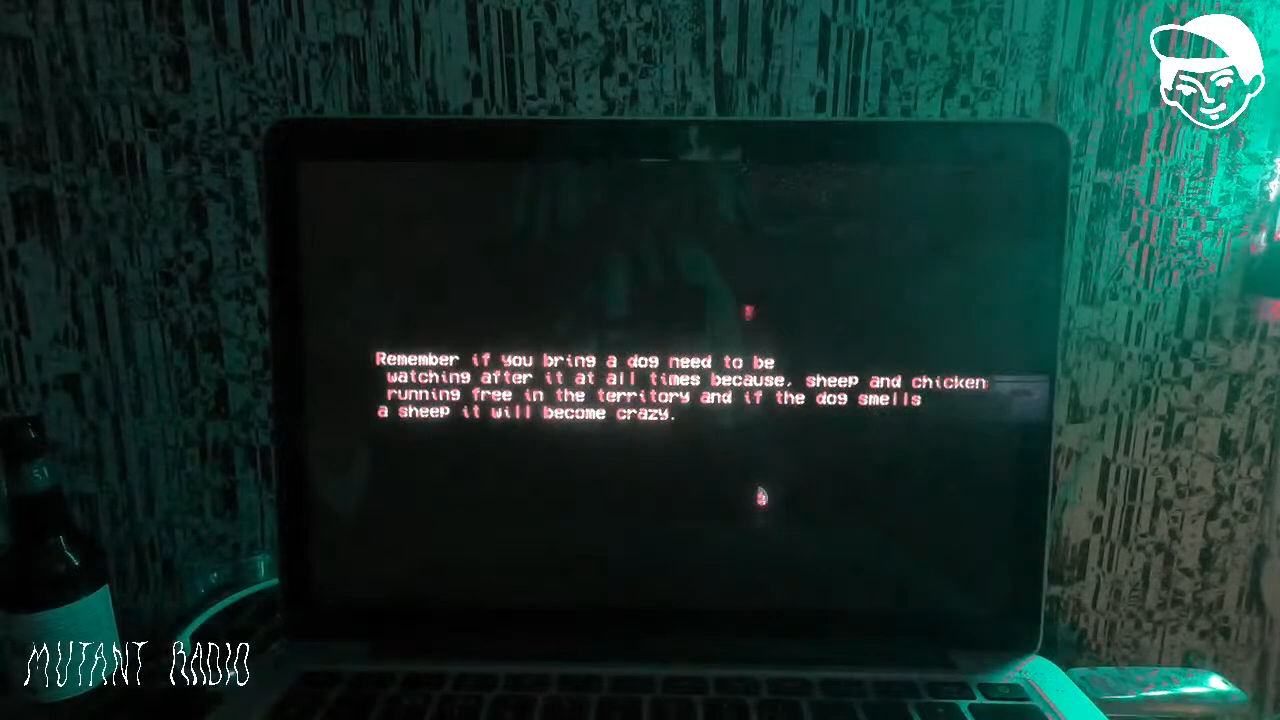 Remember if you bring a dog need to be
watching after it at all times because, sheep and chicken
running free in the territory and if the dog smells
a sheep it will become crazy.
MUTANT RADIO